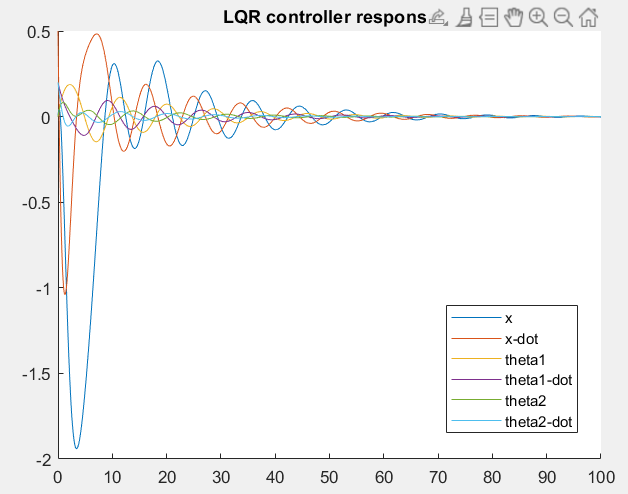 LQR controller respons
0.5
0
-0.5
-1
-1.5
-2
0 10 20 30 40 50 60 70 80 90 100
x
x-dot
theta1
theta1-dot
theta2
theta2-dot